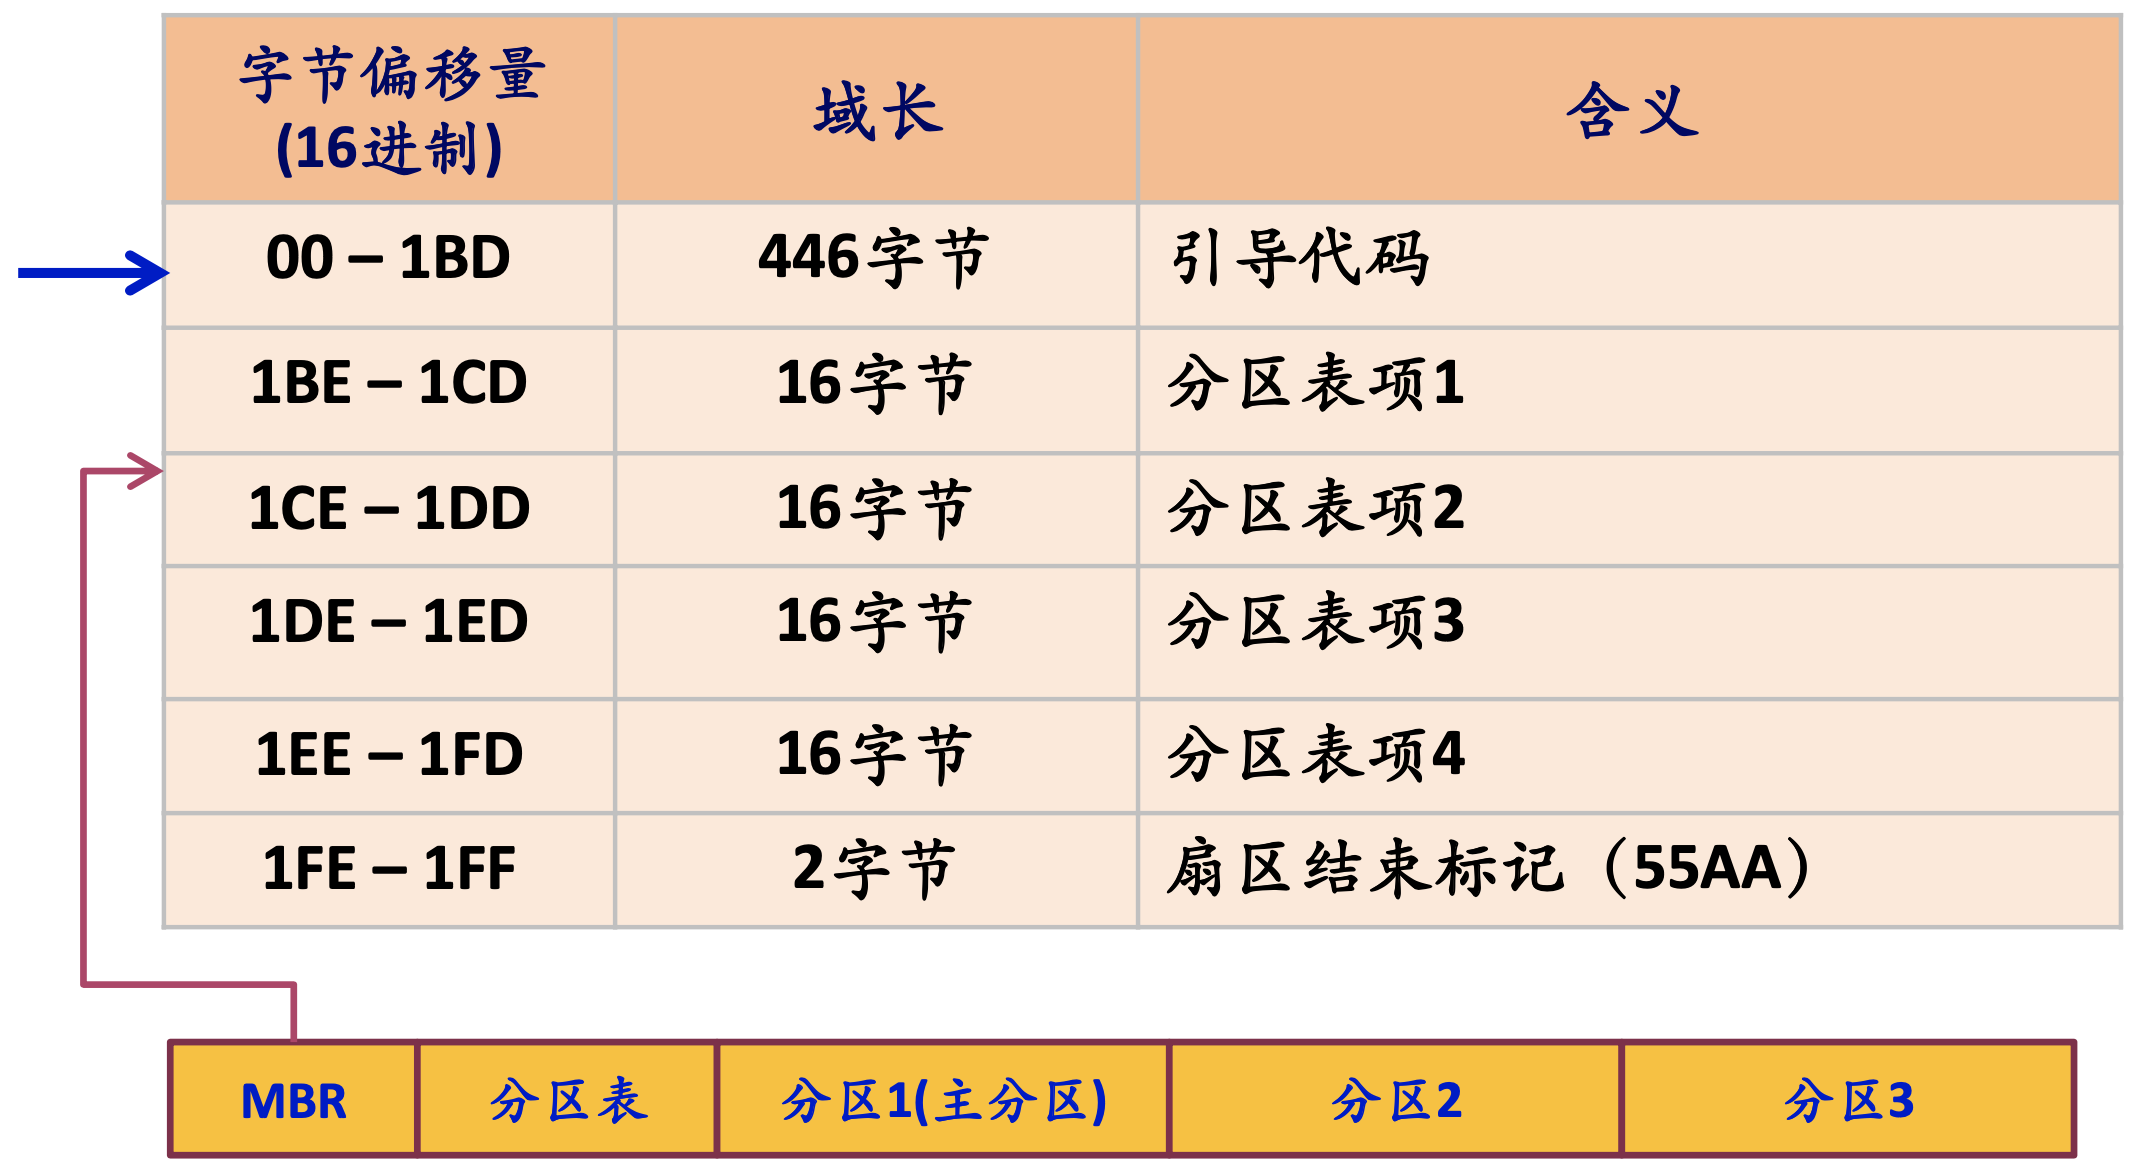 字节偏移量
(16进制)
域长
含义
00 – 1BD
446字节
引导代码
1BE – 1CD
16字节
分区表项1
1CE – 1DD
16字节
分区表项2
1DE – 1ED
16字节
分区表项3
1EE – 1FD
16字节
分区表项4
1FE – 1FF
2字节
扇区结束标记（55AA）
MBR
分区表
分区1(主分区)
分区2
分区3